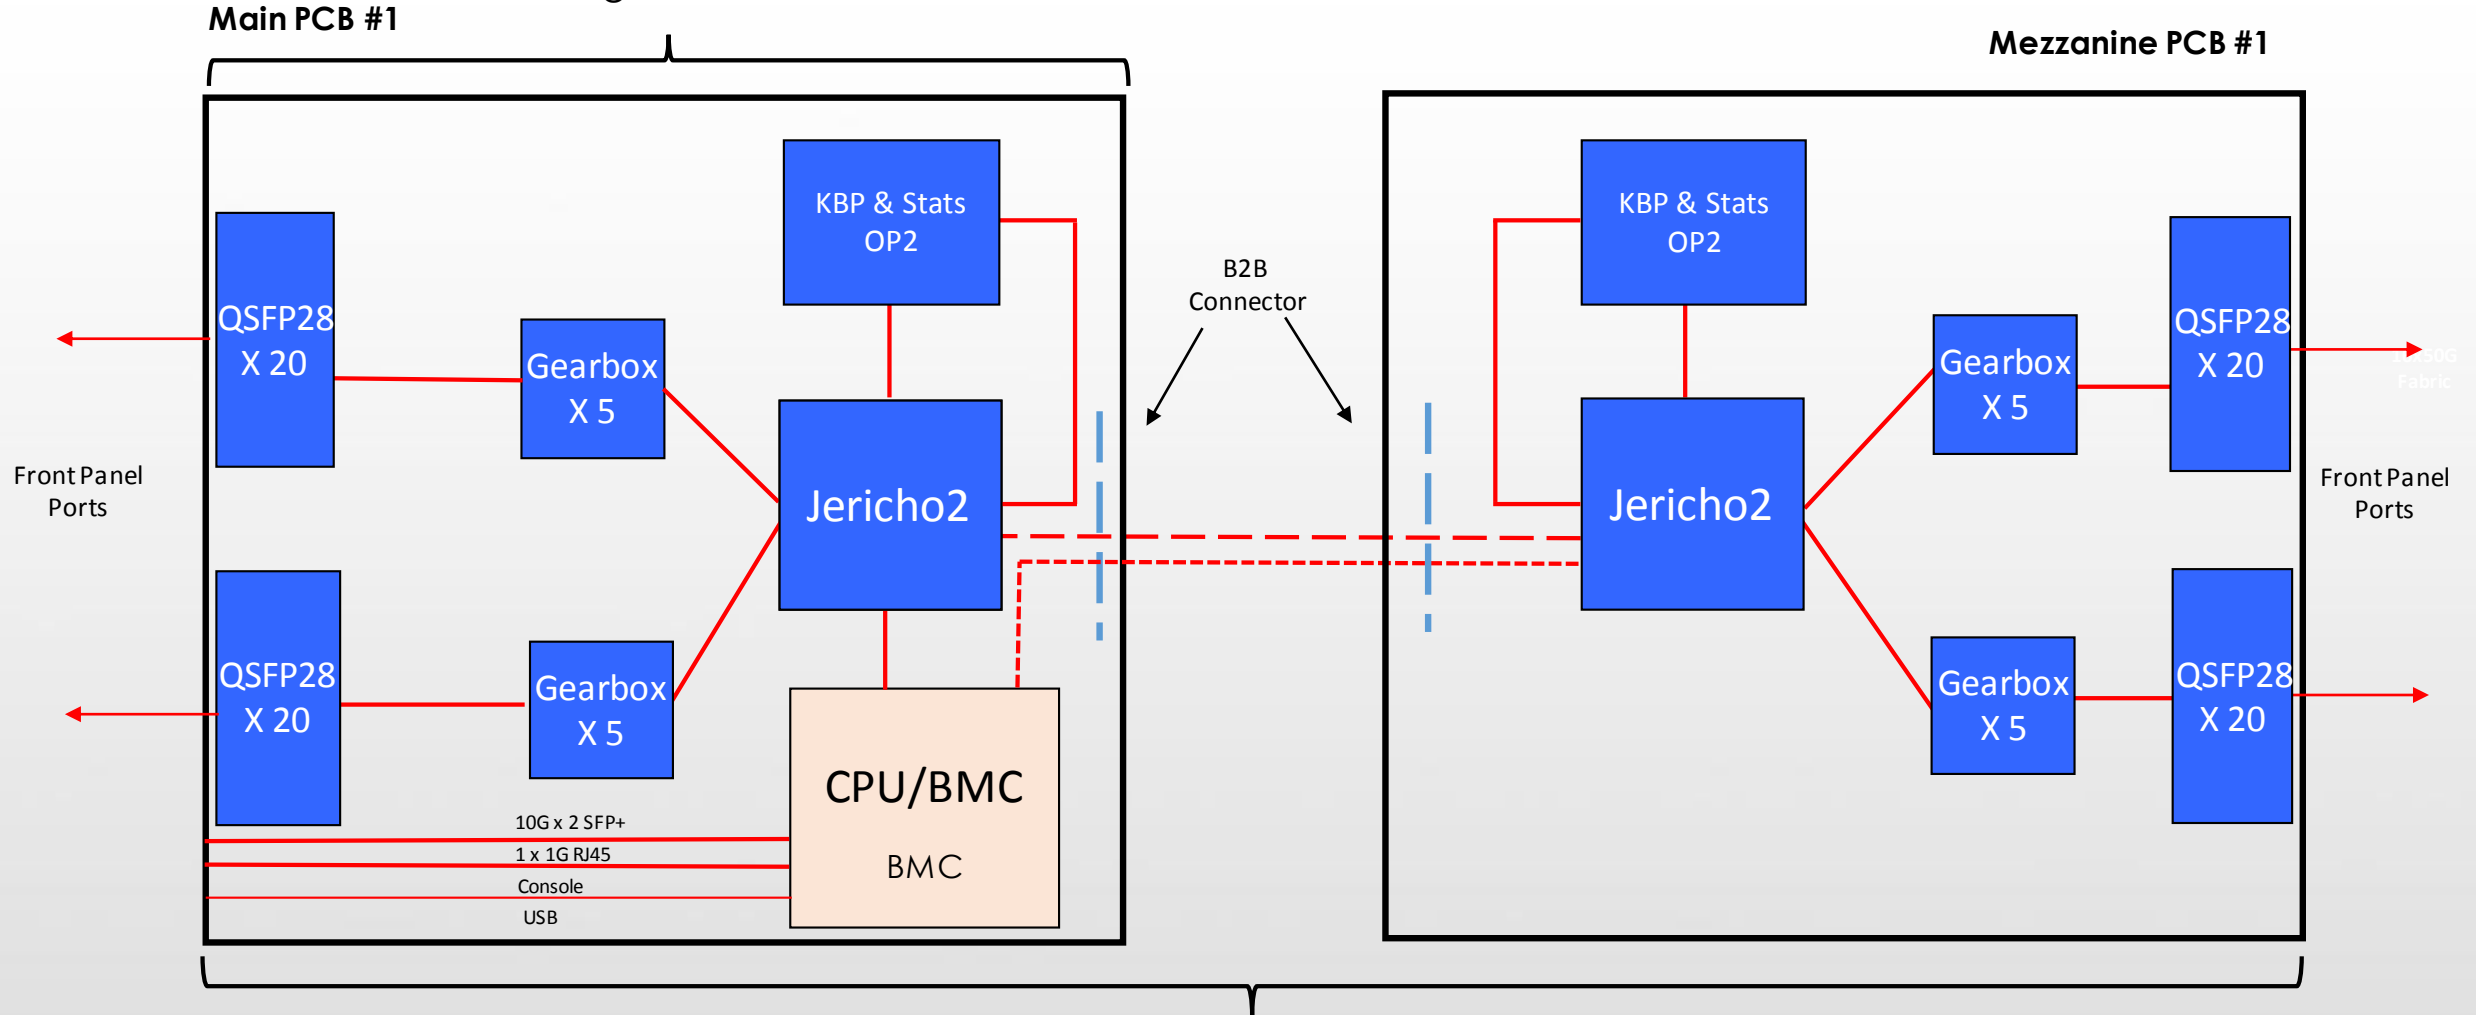 Main PCB #1
Mezzanine PCB #1
KBP & Stats
OP2
KBP & Stats
OP2
QSFP28
X 20
Gearbox
X 5
B2B
Connector
Gearbox
X 5
QSFP28
X 20
Fabric
Front Panel
Ports
Jericho2
Jericho2
Front Panel
Ports
QSFP28
X 20
Gearbox
X 5
Gearbox
X 5
QSFP28
X 20
CPU/BMC
BMC
10G x 2 SFP+
1 x 1G RJ45
Console
USB